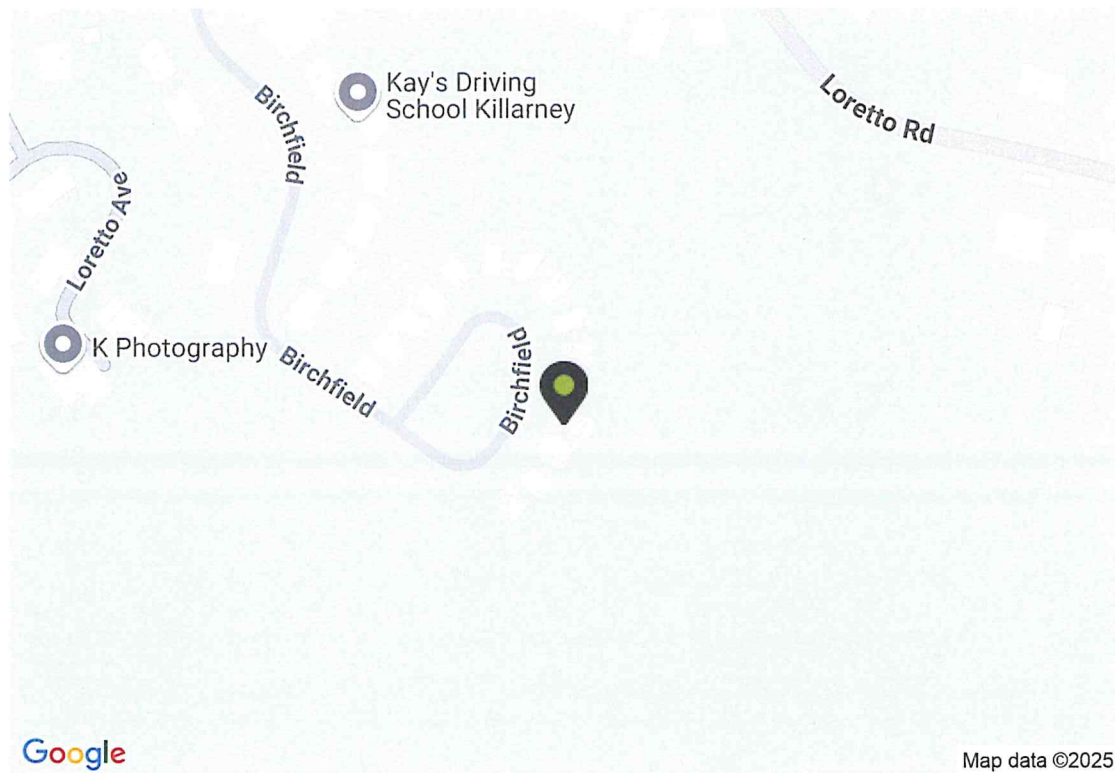 Kay's Driving
School Killarney
Loretto Rd
Birchfield
Loretto Ave
K Photography
Birchfield
Birchfield
Google
Map data ©2025